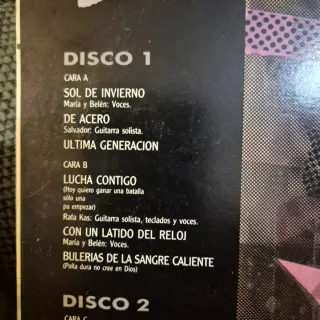 DISCO 1
CARA A
SOL DE INVIERNO
María y Belén: Voces.
DE ACERO
Salvador: Guitarra solista.
ULTIMA GENERACION
CARA B
LUCHA CONTIGO
(Hoy quiero ganar una batalla
sólo una
pa empezar)
Rafa Kas: Guitarra solista, teclados y voces.
CON UN LATIDO DEL RELOJ
María y Belén: Voces.
BULERIAS DE LA SANGRE CALIENTE
(Polla dura no cree en Dios)
DISCO 2
CARA C